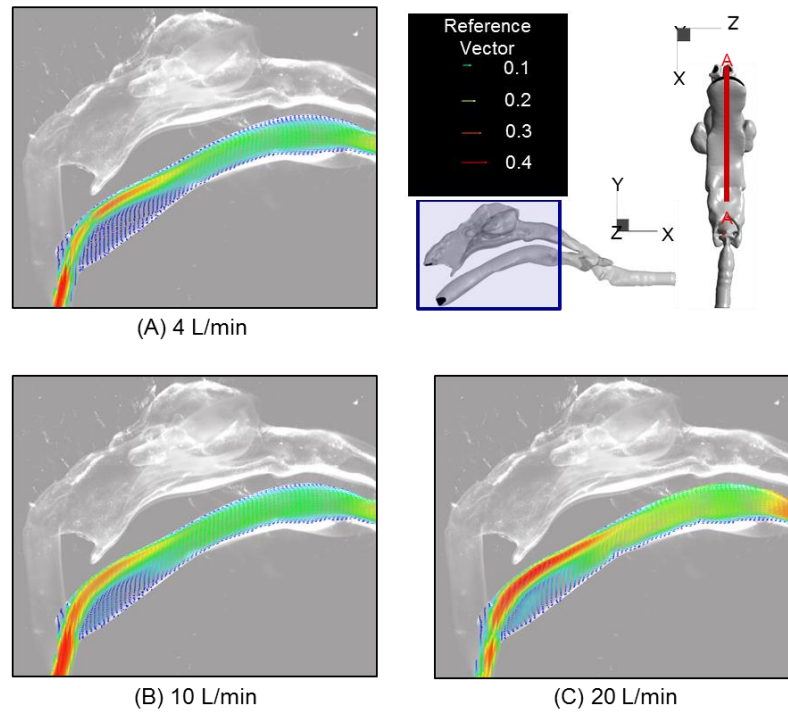 Reference
Vector
0.1
0.2
0.3
0.4
Y Z
X
A
A
Y
Z X
(A) 4 L/min
(B) 10 L/min
(C) 20 L/min